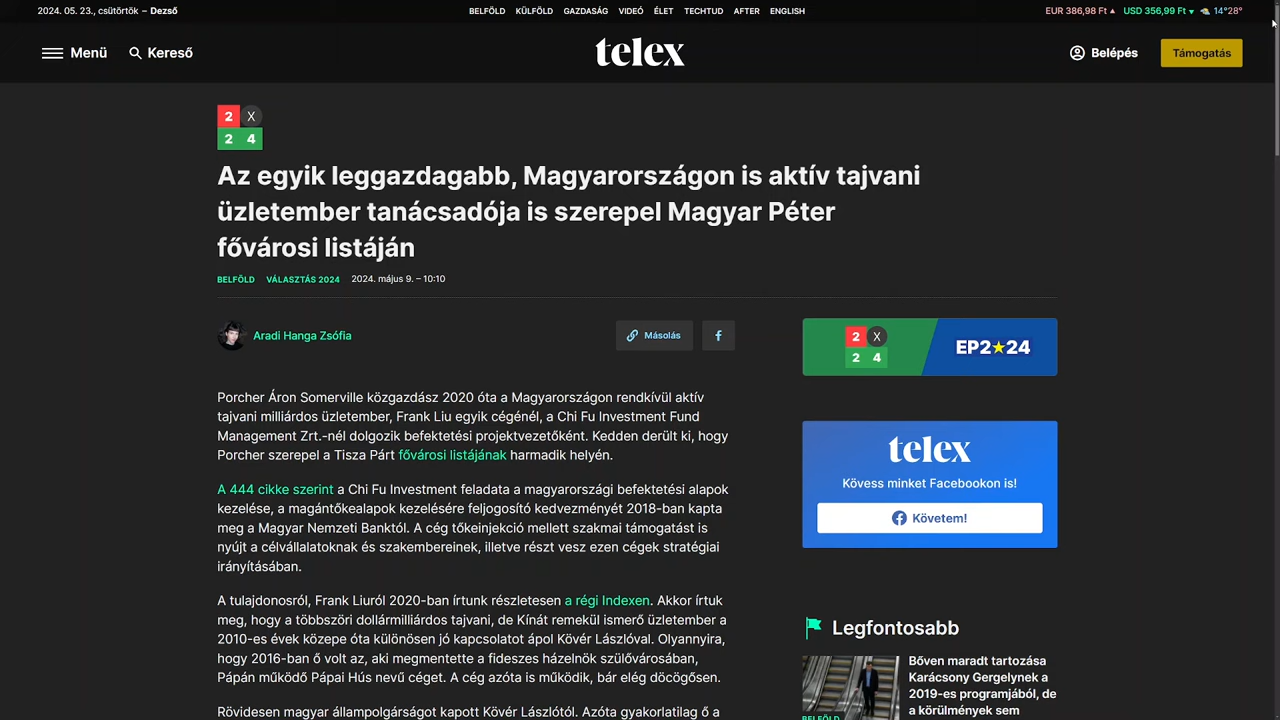 2024. 05. 23., csütörtök – Dezső
BELFÖLD KÜLFÖLD GAZDASÁG VIDEÓ ÉLET TECHTUD AFTER ENGLISH
EUR 386,98 Ft ▲ USD 356,99 Ft ▼ 14°28°
Menü Kereső
telex
Belépés Támogatás
2 X
2 4
Az egyik leggazdagabb, Magyarországon is aktív tajvani
üzletember tanácsadója is szerepel Magyar Péter
fővárosi listáján
BELFÖLD VÁLASZTÁS 2024 2024. május 9. – 10:10
Aradi Hanga Zsófia
Másolás
f
Porcher Áron Somerville közgazdász 2020 óta a Magyarországon rendkívül aktív
tajvani milliárdos üzletember, Frank Liu egyik cégénél, a Chi Fu Investment Fund
Management Zrt.-nél dolgozik befektetési projektvezetőként. Kedden derült ki, hogy
Porcher szerepel a Tisza Párt fővárosi listájának harmadik helyén.
A 444 cikke szerint a Chi Fu Investment feladata a magyarországi befektetési alapok
kezelése, a magántőkealapok kezelésére feljogosító kedvezményét 2018-ban kapta
meg a Magyar Nemzeti Banktól. A cég tőkeinjekció mellett szakmai támogatást is
nyújt a célvállalatoknak és szakembereinek, illetve részt vesz ezen cégek stratégiai
irányításában.
A tulajdonosról, Frank Liuról 2020-ban írtunk részletesen a régi Indexen. Akkor írtuk
meg, hogy a többszöri dollármilliárdos tajvani, de Kínát remekül ismerő üzletember a
2010-es évek közepe óta különösen jó kapcsolatot ápol Kövér Lászlóval. Olyannyira,
hogy 2016-ban ő volt az, aki megmentette a fideszes házelnök szülővárosában,
Pápán működő Pápai Hús nevű céget. A cég azóta is működik, bár elég döcögősen.
Rövidesen magyar állampolgárságot kapott Kövér Lászlótól. Azóta gyakorlatilag ő a
2 X
2 4
EP2★24
telex
Kövess minket Facebookon is!
Követem!
Legfontosabb
BELFÖLD
Bőven maradt tartozása
Karácsony Gergelynek a
2019-es programjából, de
a körülmények sem